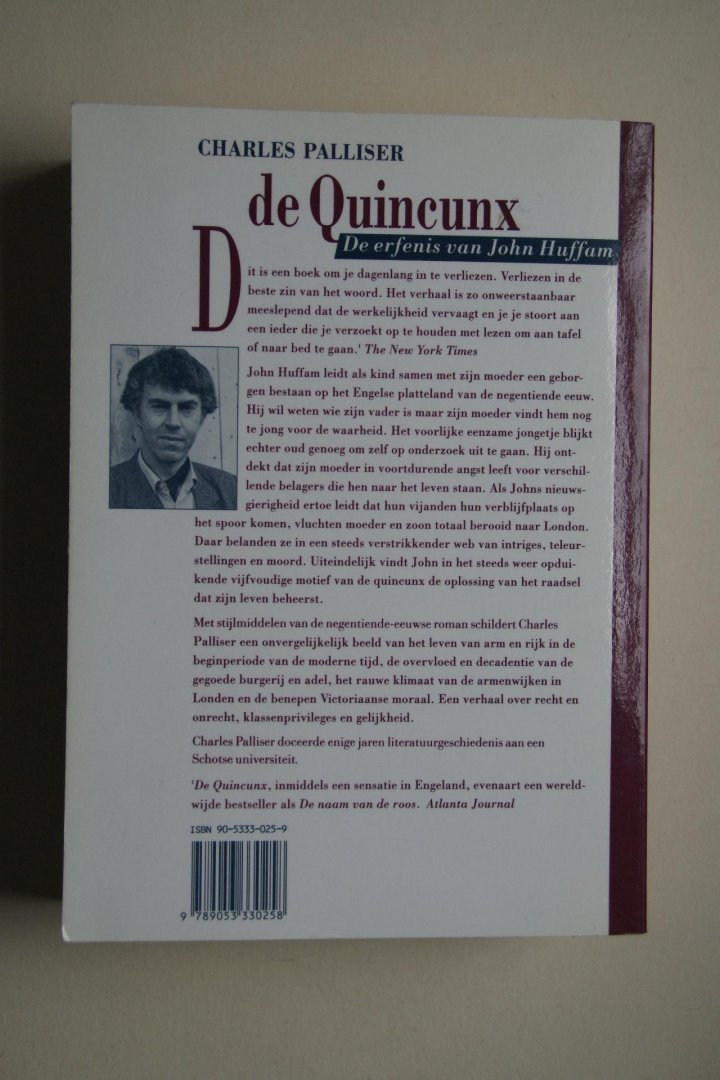 CHARLES PALLISER
de Quincunx
De erfenis van John Huffam
Dit is een boek om je dagenlang in te verliezen. Verliezen in de
beste zin van het woord. Het verhaal is zo onweerstaanbaar
meeslepend dat de werkelijkheid vervaagt en je je stoort aan
een ieder die je verzoekt op te houden met lezen om aan tafel
of naar bed te gaan.' The New York Times
John Huffam leidt als kind samen met zijn moeder een gebor-
gen bestaan op het Engelse platteland van de negentiende eeuw.
Hij wil weten wie zijn vader is maar zijn moeder vindt hem nog
te jong voor de waarheid. Het voorlijke eenzame jongetje blijkt
echter oud genoeg om zelf op onderzoek uit te gaan. Hij ont-
dekt dat zijn moeder in voortdurende angst leeft voor verschil-
lende belagers die hen naar het leven staan. Als Johns nieuws-
gierigheid ertoe leidt dat hun vijanden hun verblijfplaats op
het spoor komen, vluchten moeder en zoon totaal berooid naar London.
Daar belanden ze in een steeds verstrikkender web van intriges, teleur-
stellingen en moord. Uiteindelijk vindt John in het steeds weer opdui-
kende vijfvoudige motief van de quincunx de oplossing van het raadsel
dat zijn leven beheerst.
Met stijlmiddelen van de negentiende-eeuwse roman schildert Charles
Palliser een onvergelijkelijk beeld van het leven van arm en rijk in de
beginperiode van de moderne tijd, de overvloed en decadentie van de
gegoede burgerij en adel, het rauwe klimaat van de armenwijken in
Londen en de benepen Victoriaanse moraal. Een verhaal over recht en
onrecht, klassenprivileges en gelijkheid.
Charles Palliser doceerde enige jaren literatuurgeschiedenis aan een
Schotse universiteit.
'De Quincunx, inmiddels een sensatie in Engeland, evenaart een wereld-
wijde bestseller als De naam van de roos. Atlanta Journal
ISBN 90-5333-025-9
9 789053 330258